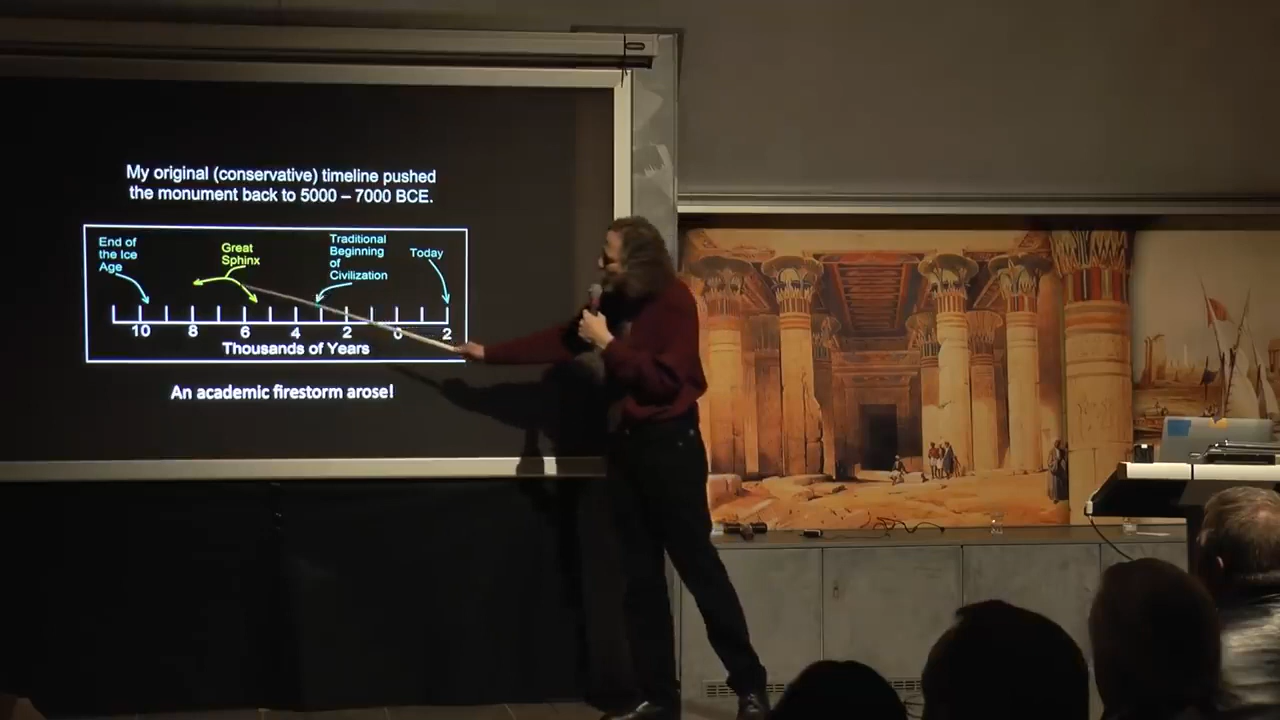 My original (conservative) timeline pushed
the monument back to 5000 – 7000 BCE.
End of
the Ice
Age
Great
Sphinx
Traditional
Beginning
of
Civilization
Today
10 8 6 4 2 0 2
Thousands of Years
An academic firestorm arose!